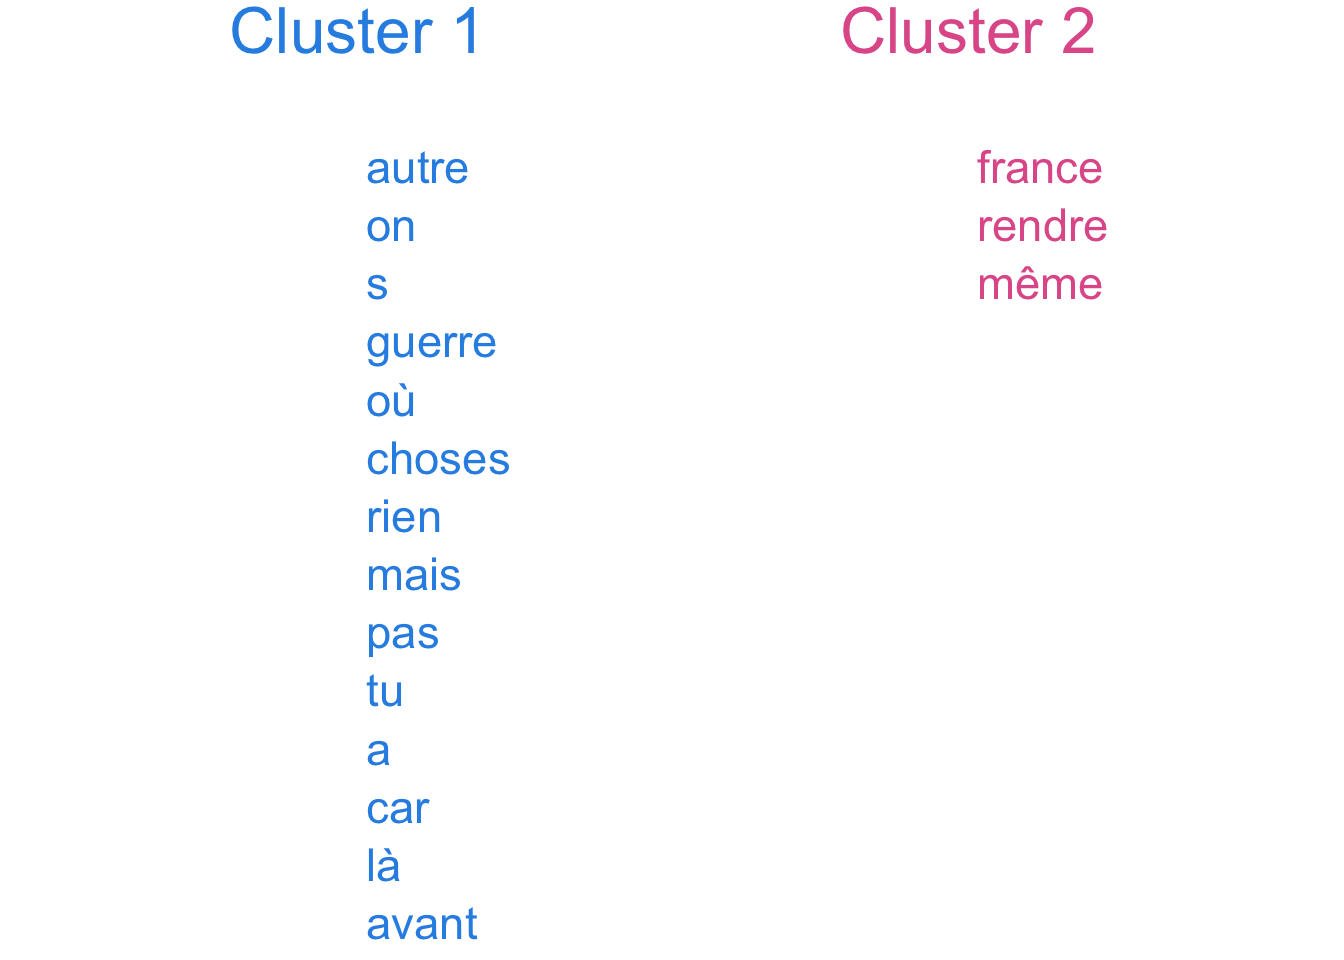 Cluster 1
autre
on
s
guerre
où
choses
rien
mais
pas
tu
a
car
là
avant
Cluster 2
france
rendre
même